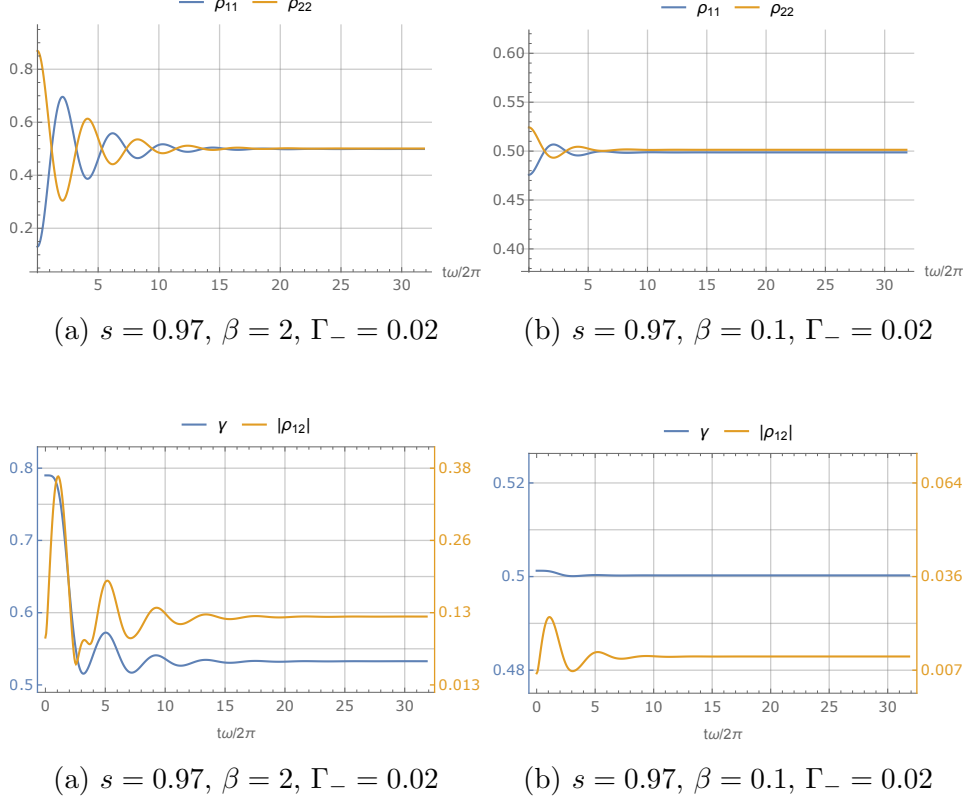 ρ11 ρ22
0.8
0.6
0.4
0.2
5 10 15 20 25 30
tω/2π
(a) s = 0.97, β = 2, Γ− = 0.02
ρ11 ρ22
0.60
0.55
0.50
0.45
0.40
5 10 15 20 25 30
tω/2π
(b) s = 0.97, β = 0.1, Γ− = 0.02
γ |ρ12|
0.8 0.38
0.7 0.26
0.6 0.13
0.5 0.013
0 5 10 15 20 25 30
tω/2π
(a) s = 0.97, β = 2, Γ− = 0.02
γ |ρ12|
0.52 0.064
0.5 0.036
0.48 0.007
0 5 10 15 20 25 30
tω/2π
(b) s = 0.97, β = 0.1, Γ− = 0.02